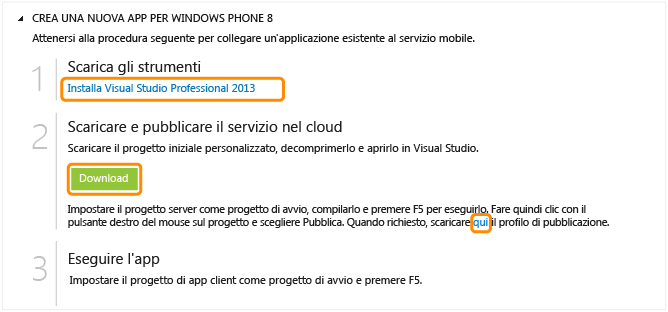 CREA UNA NUOVA APP PER WINDOWS PHONE 8
Attenersi alla procedura seguente per collegare un'applicazione esistente al servizio mobile.
1
Scarica gli strumenti
Installa Visual Studio Professional 2013
2
Scaricare e pubblicare il servizio nel cloud
Scaricare il progetto iniziale personalizzato, decomprimerlo e aprirlo in Visual Studio.
Download
Impostare il progetto server come progetto di avvio, compilarlo e premere F5 per eseguirlo. Fare quindi clic con il
pulsante destro del mouse sul progetto e scegliere Pubblica. Quando richiesto, scaricare qui il profilo di pubblicazione.
3
Eseguire l'app
Impostare il progetto di app client come progetto di avvio e premere F5.